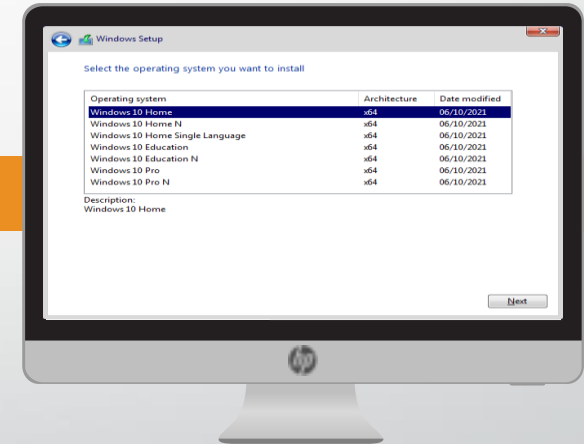 Windows Setup
Select the operating system you want to install
Operating system Architecture Date modified
Windows 10 Home x64 06/10/2021
Windows 10 Home N x64 06/10/2021
Windows 10 Home Single Language x64 06/10/2021
Windows 10 Education x64 06/10/2021
Windows 10 Education N x64 06/10/2021
Windows 10 Pro x64 06/10/2021
Windows 10 Pro N x64 06/10/2021
Description:
Windows 10 Home
Next
hp